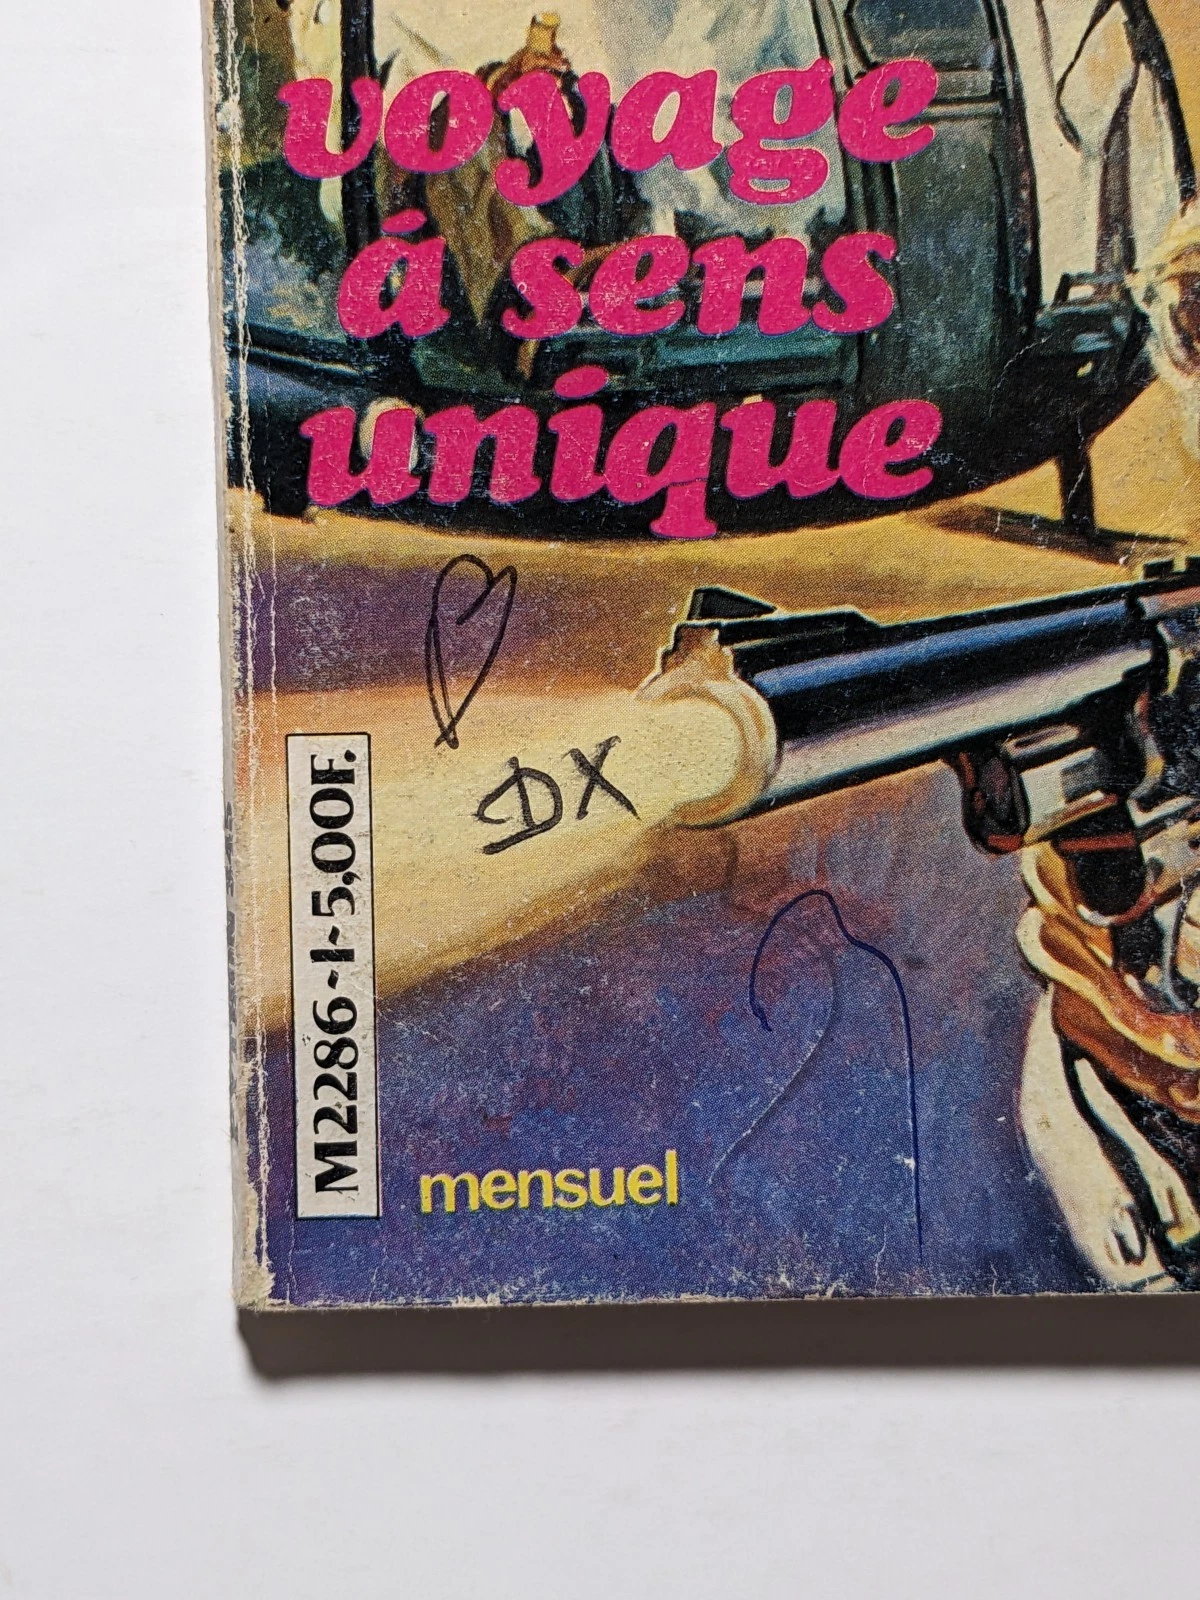 voyage
á sens
unique
DX
M2286~1~5,00F.
mensuel